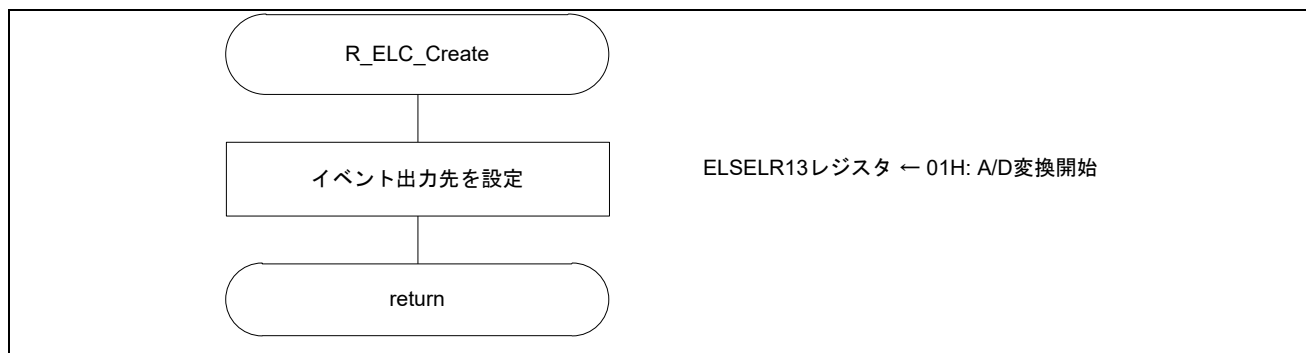 R_ELC_Create
イベント出力先を設定
ELSELR13レジスタ ← 01H: A/D変換開始
return